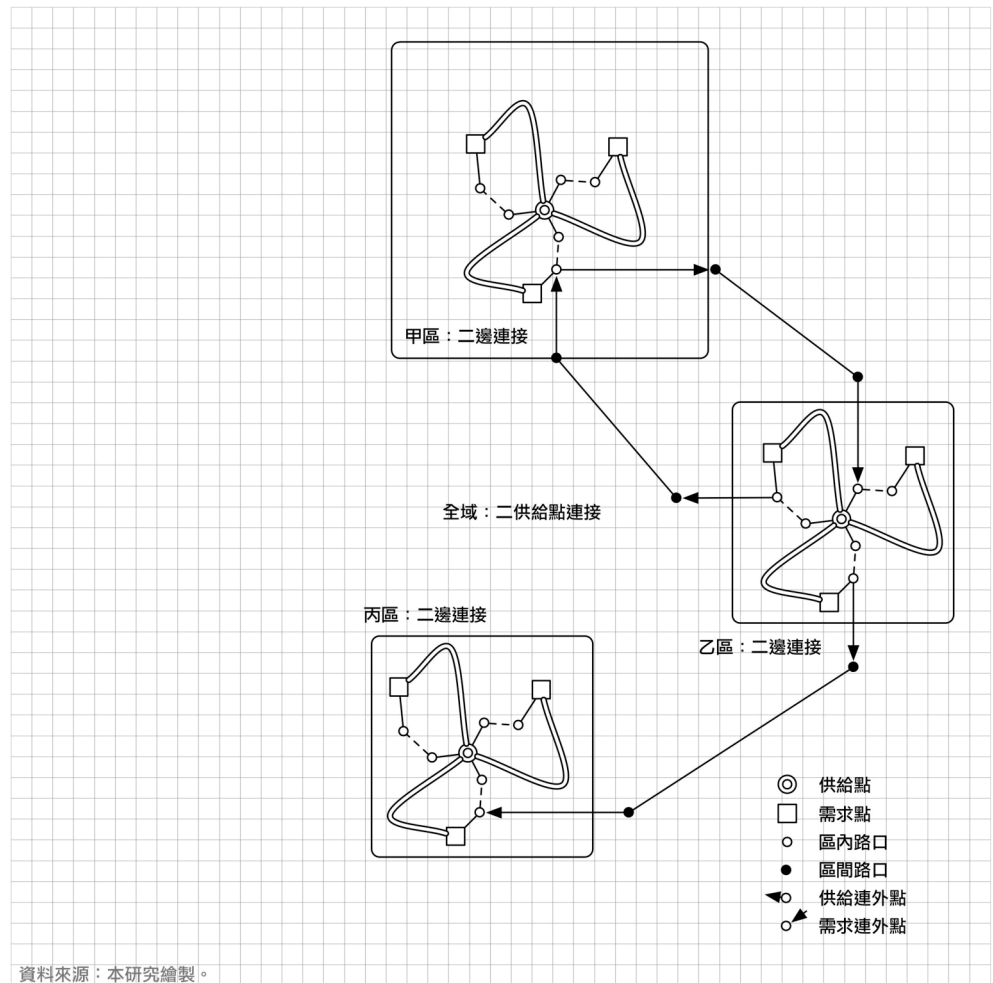 甲區：二邊連接
全域：二供給點連接
丙區：二邊連接
乙區：二邊連接
供給點
需求點
區內路口
區間路口
供給連外點
需求連外點
資料來源：本研究繪製。